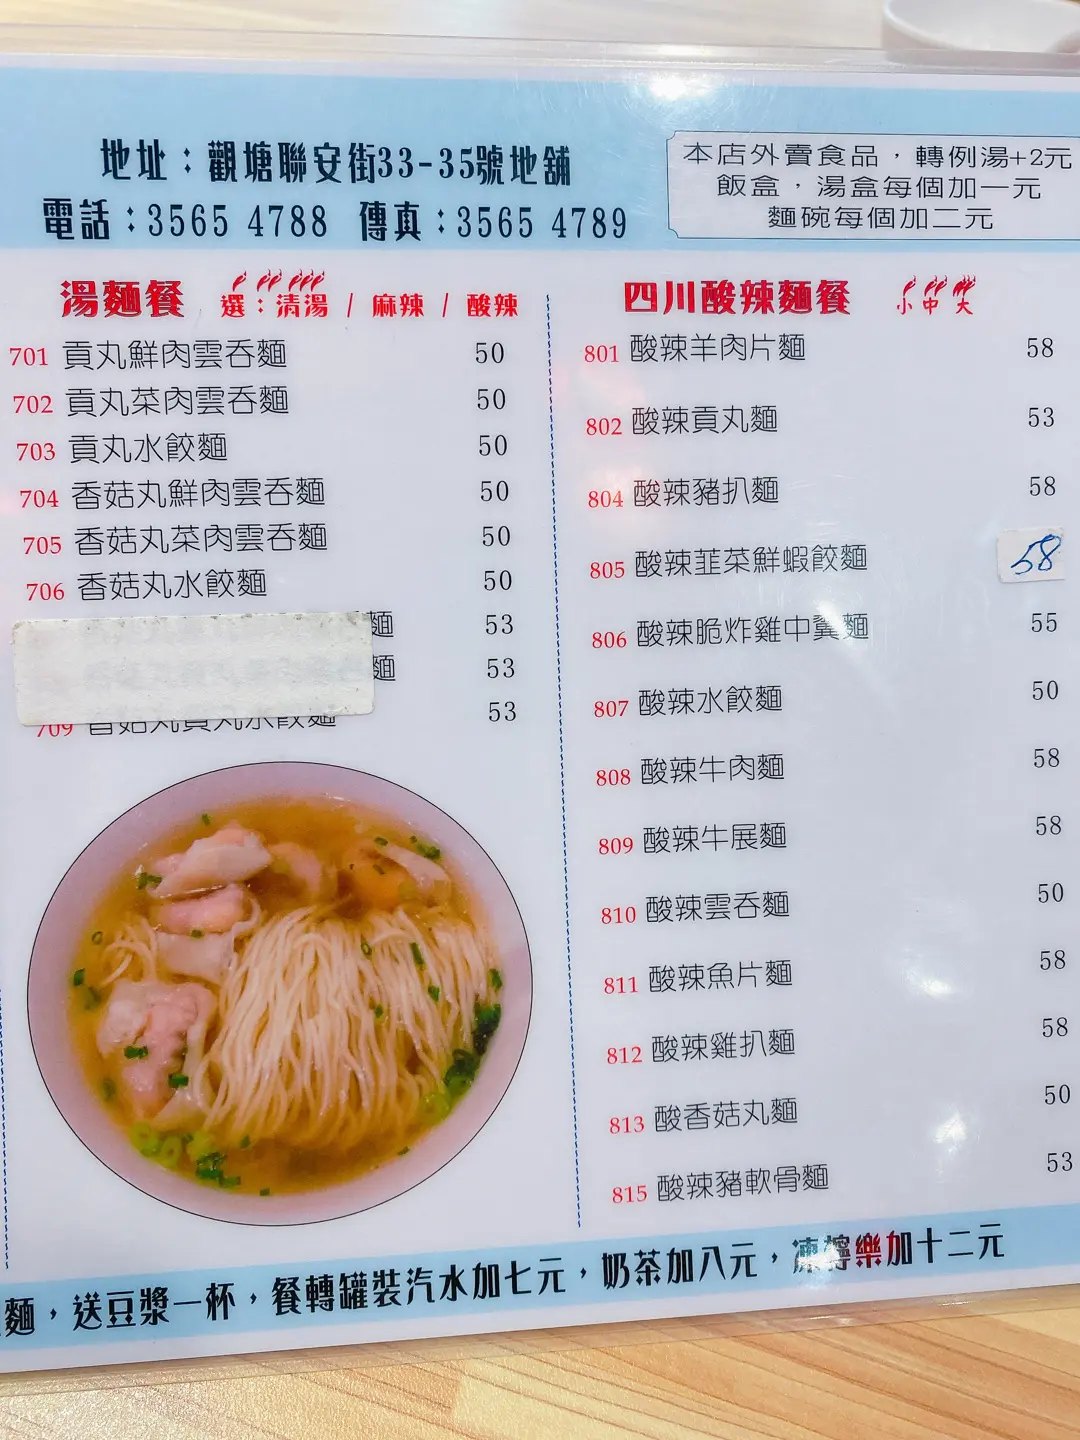 地址：觀塘聯安街33-35號地舖
電話：3565 4788 傳真：3565 4789
本店外賣食品，轉例湯+2元
飯盒，湯盒每個加一元
麵碗每個加二元
湯麵餐 選：清湯 / 麻辣 / 酸辣
701 貢丸鮮肉雲吞麵 50
702 貢丸菜肉雲吞麵 50
703 貢丸水餃麵 50
704 香菇丸鮮肉雲吞麵 50
705 香菇丸菜肉雲吞麵 50
706 香菇丸水餃麵 50
麵 53
麵 53
709 香菇丸貢丸水餃麵 53
四川酸辣麵餐 小 中 大
801 酸辣羊肉片麵 58
802 酸辣貢丸麵 53
804 酸辣豬扒麵 58
805 酸辣韮菜鮮蝦餃麵 58
806 酸辣脆炸雞中翼麵 55
807 酸辣水餃麵 50
808 酸辣牛肉麵 58
809 酸辣牛展麵 58
810 酸辣雲吞麵 50
811 酸辣魚片麵 58
812 酸辣雞扒麵 58
813 酸香菇丸麵 50
815 酸辣豬軟骨麵 53
麵，送豆漿一杯，餐轉罐裝汽水加七元，奶茶加八元，凍檸樂加十二元